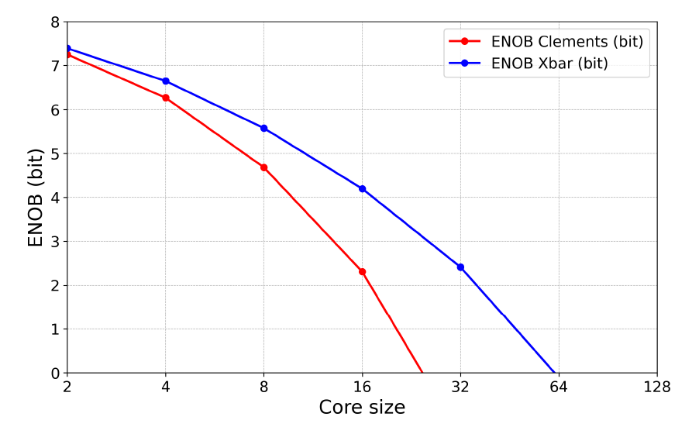 8
7
6
5
4
3
2
1
0
ENOB (bit)
ENOB Clements (bit)
ENOB Xbar (bit)
2 4 8 16 32 64 128
Core size